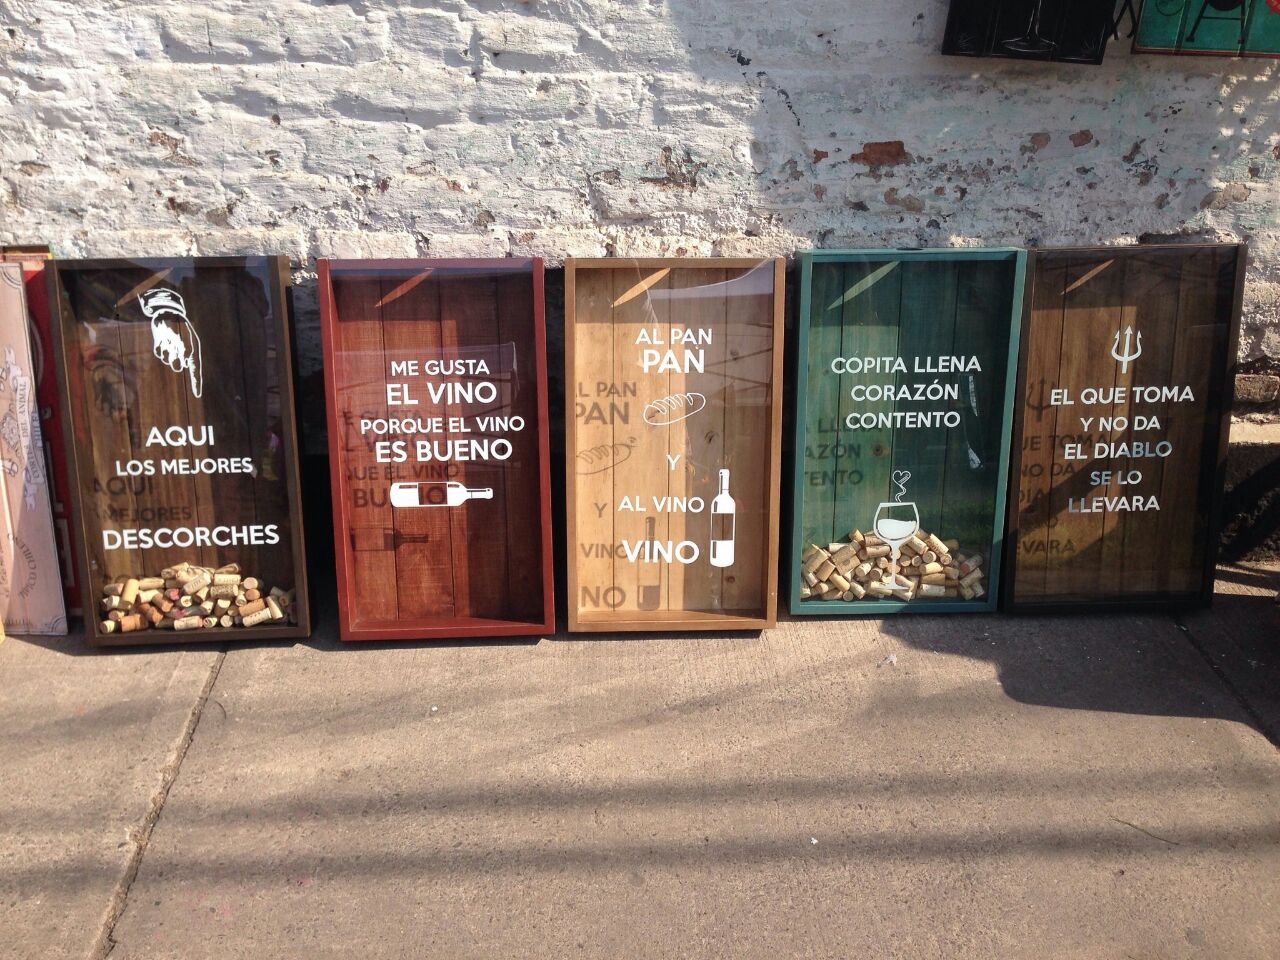 AQUI
LOS MEJORES
DESCORCHES
ME GUSTA
EL VINO
PORQUE EL VINO
ES BUENO
AL PAN
PAN
Y
AL VINO
VINO
COPITA LLENA
CORAZÓN
CONTENTO
EL QUE TOMA
Y NO DA
EL DIABLO
SE LO
LLEVARA